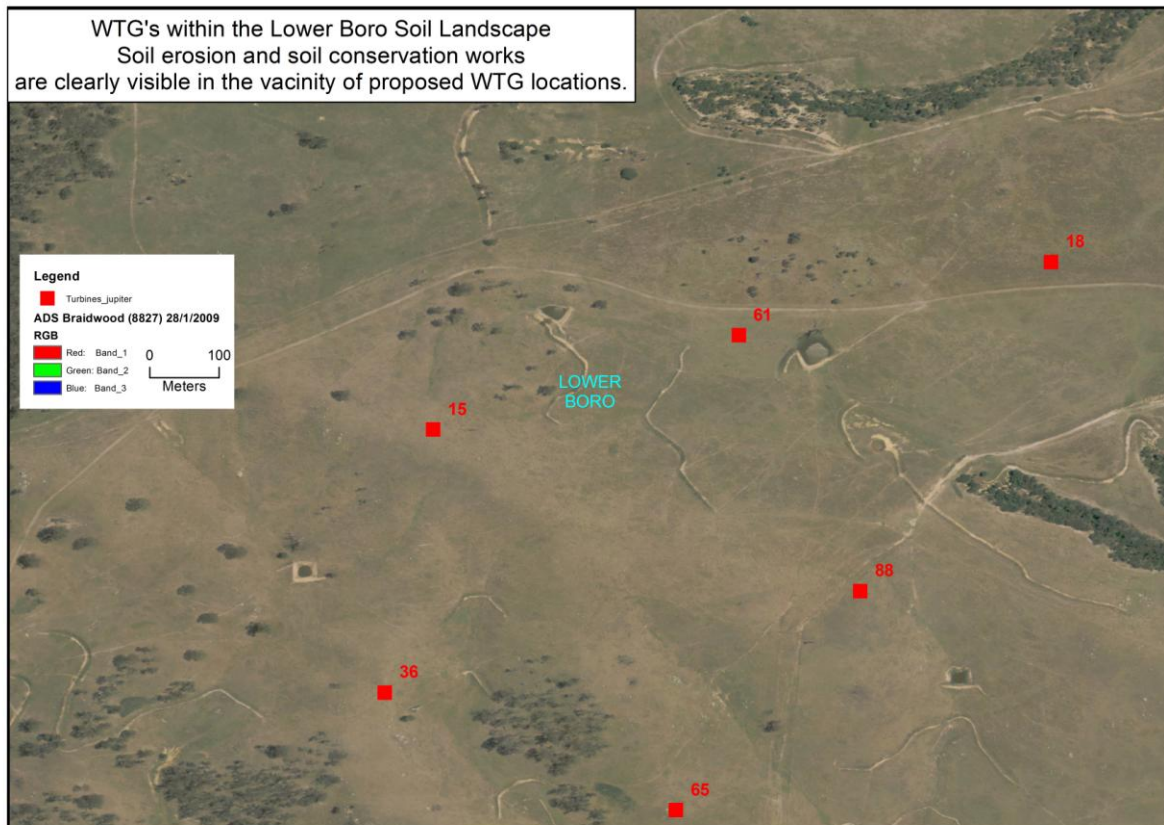 WTG's within the Lower Boro Soil Landscape
Soil erosion and soil conservation works
are clearly visible in the vacinity of proposed WTG locations.
18
61
Legend
Turbines_jupiter
ADS Braidwood (8827) 28/1/2009
RGB
Red: Band_1
Green: Band_2
Blue: Band_3
0 100
Meters
LOWER
BORO
15
88
36
65